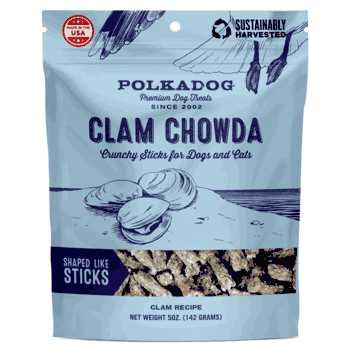 MADE IN THE
USA
SUSTAINABLY
HARVESTED
POLKADOG
Premium Dog Treats
SINCE 2002
CLAM CHOWDA
Crunchy Sticks for Dogs and Cats
SHAPED LIKE
STICKS
CLAM RECIPE
NET WEIGHT 5OZ. (142 GRAMS)